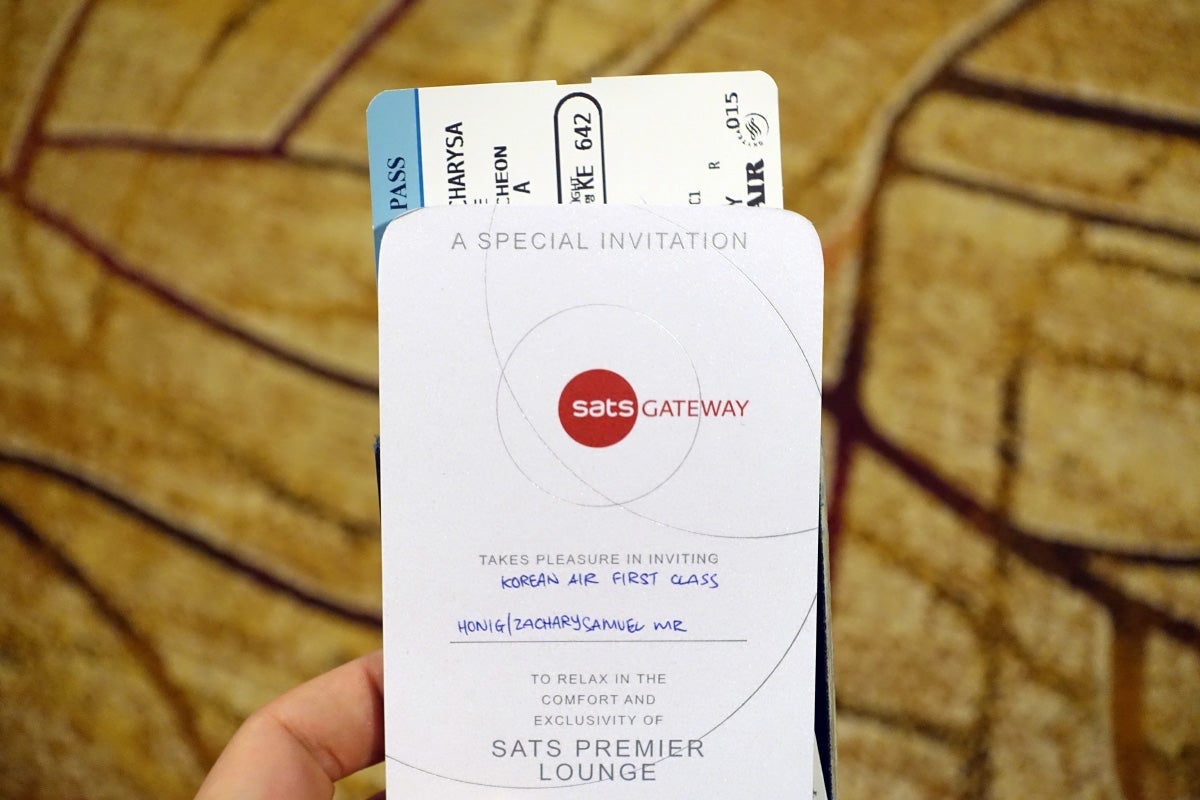 PASS
CHARYSA
CHEON
A
KE 642
C1
R
015
AIR
A SPECIAL INVITATION
sats GATEWAY
TAKES PLEASURE IN INVITING
KOREAN AIR FIRST CLASS
HONIG/ZACHARYSAMUEL MR
TO RELAX IN THE
COMFORT AND
EXCLUSIVITY OF
SATS PREMIER
LOUNGE